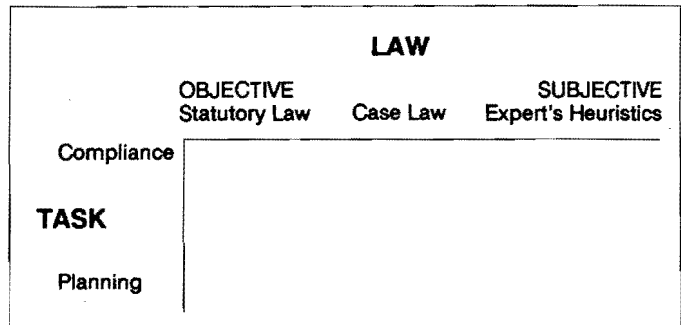 LAW
OBJECTIVE SUBJECTIVE
Statutory Law Case Law Expert's Heuristics
Compliance
TASK
Planning